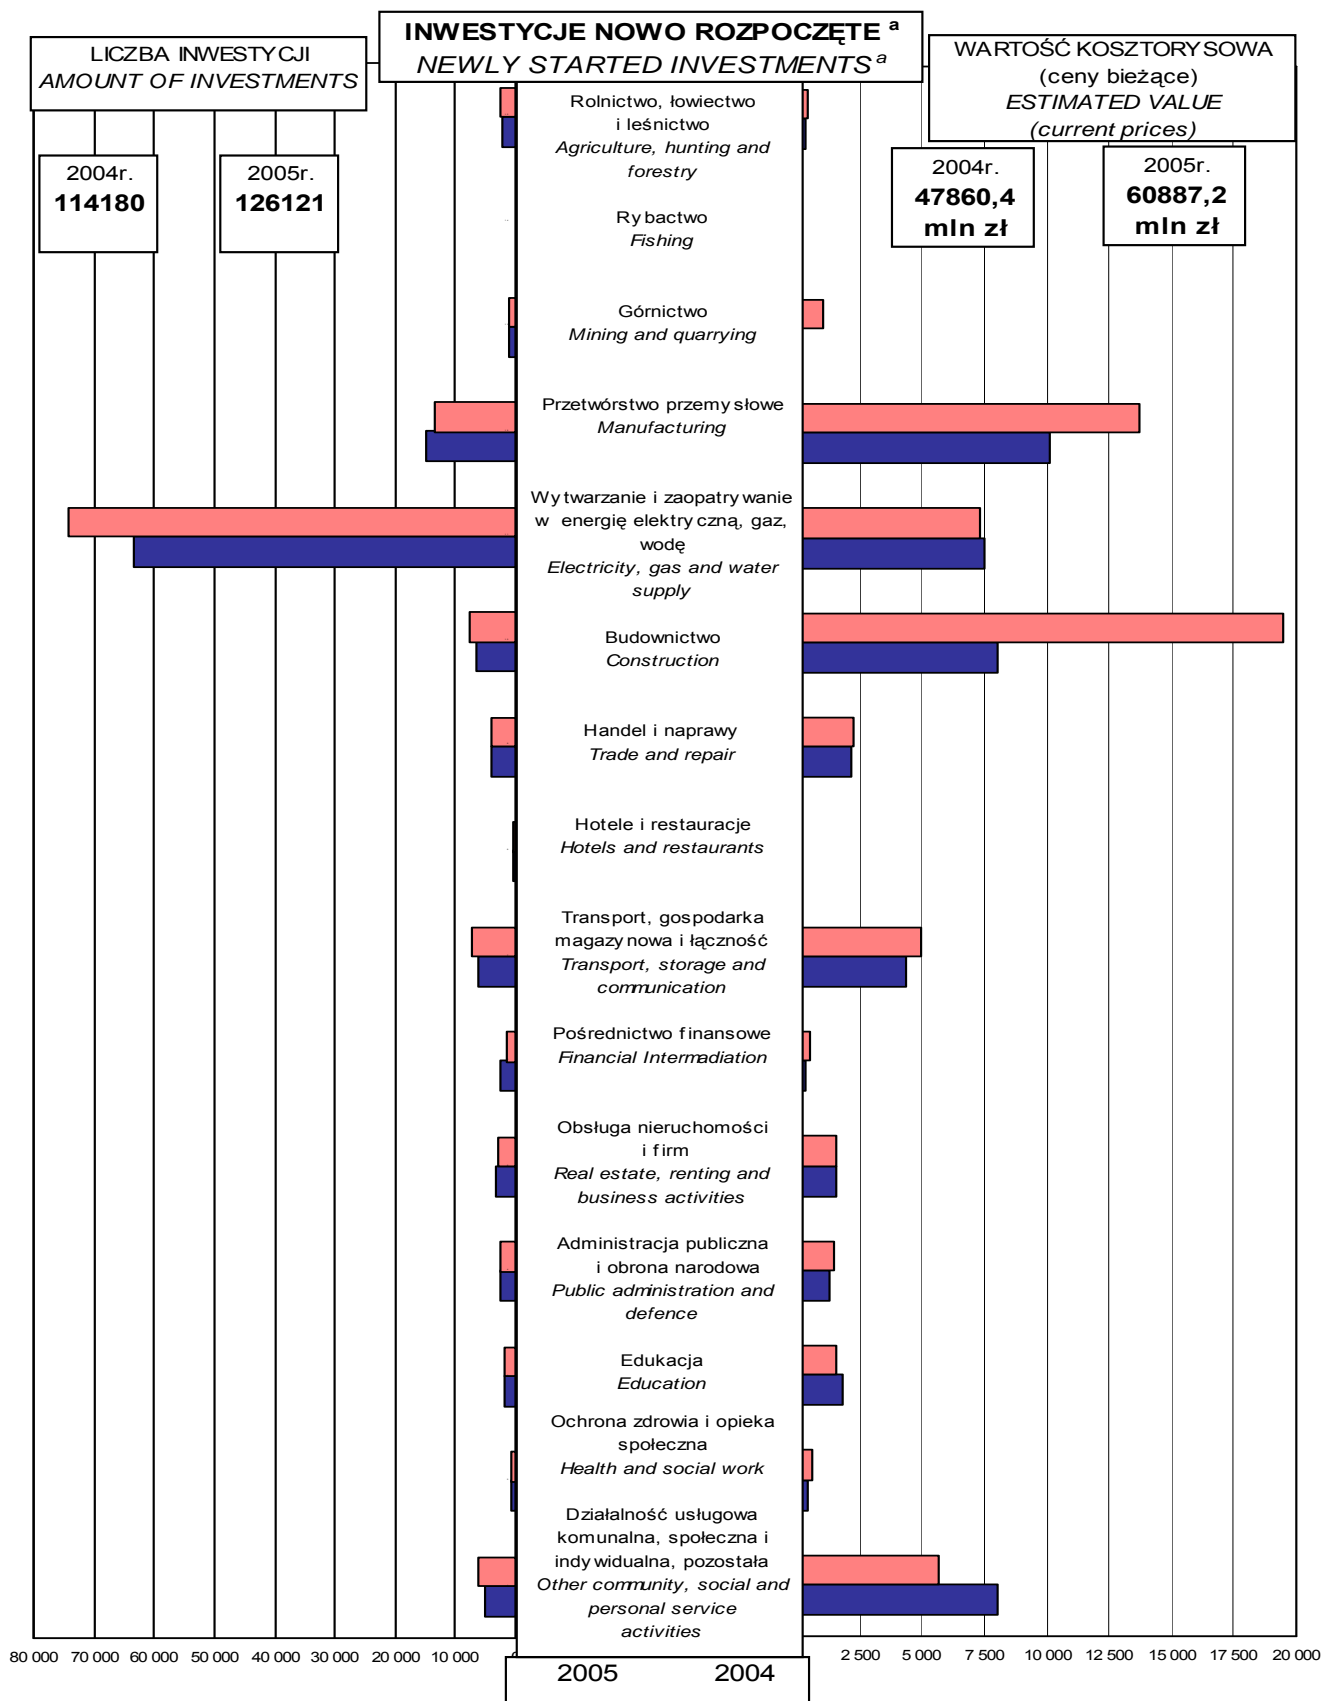 INWESTYCJE NOWO ROZPOCZĘTE ᵃ
NEWLY STARTED INVESTMENTS ᵃ
LICZBA INWESTYCJI
AMOUNT OF INVESTMENTS
WARTOŚĆ KOSZTORYSOWA
(ceny bieżące)
ESTIMATED VALUE
(current prices)
2004r.
114180
2005r.
126121
2004r.
47860,4
mln zł
2005r.
60887,2
mln zł
Rolnictwo, łowiectwo
i leśnictwo
Agriculture, hunting and
forestry
Rybactwo
Fishing
Górnictwo
Mining and quarrying
Przetwórstwo przemysłowe
Manufacturing
Wytwarzanie i zaopatrywanie
w energię elektryczną, gaz,
wodę
Electricity, gas and water
supply
Budownictwo
Construction
Handel i naprawy
Trade and repair
Hotele i restauracje
Hotels and restaurants
Transport, gospodarka
magazynowa i łączność
Transport, storage and
communication
Pośrednictwo finansowe
Financial Intermadiation
Obsługa nieruchomości
i firm
Real estate, renting and
business activities
Administracja publiczna
i obrona narodowa
Public administration and
defence
Edukacja
Education
Ochrona zdrowia i opieka
społeczna
Health and social work
Działalność usługowa
komunalna, społeczna i
indywidualna, pozostała
Other community, social and
personal service
activities
80 000 70 000 60 000 50 000 40 000 30 000 20 000 10 000
2 500 5 000 7 500 10 000 12 500 15 000 17 500 20 000
2005 2004